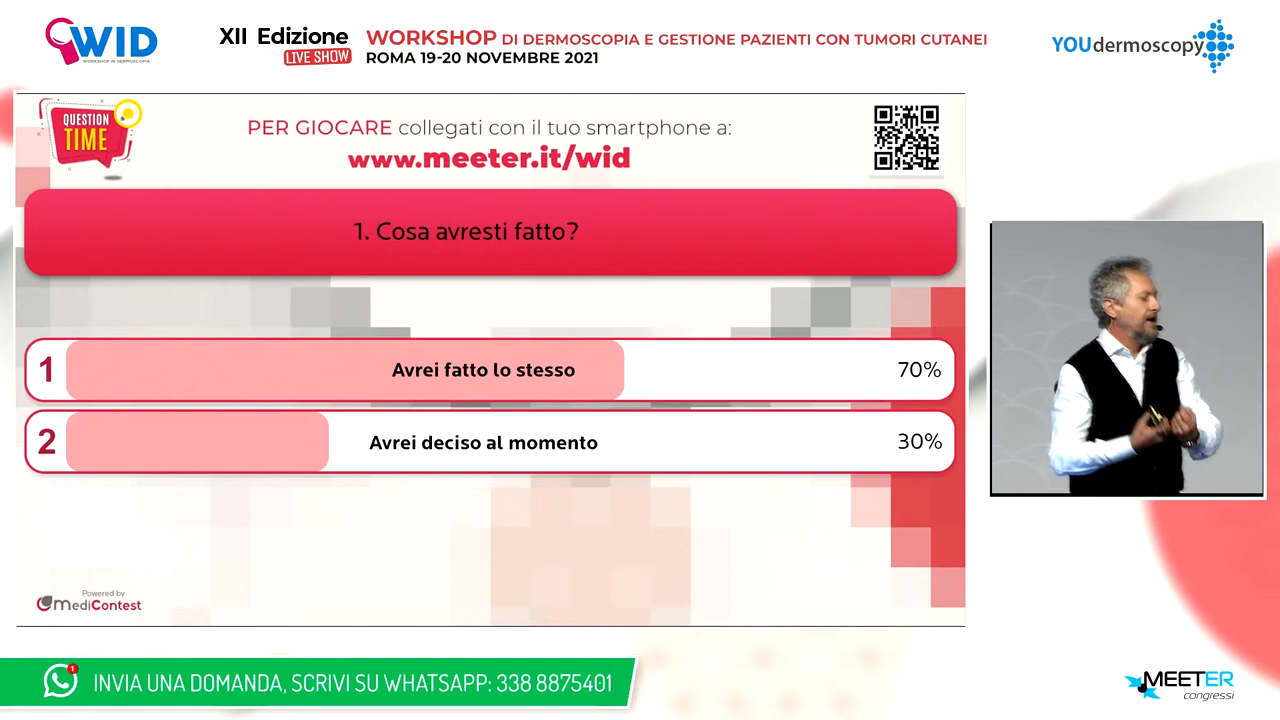 WID
WORKSHOP IN DERMOSCOPIA
XII Edizione
LIVE SHOW
WORKSHOP DI DERMOSCOPIA E GESTIONE PAZIENTI CON TUMORI CUTANEI
ROMA 19-20 NOVEMBRE 2021
YOUdermoscopy
QUESTION
TIME
PER GIOCARE collegati con il tuo smartphone a:
www.meeter.it/wid
1. Cosa avresti fatto?
1 Avrei fatto lo stesso 70%
2 Avrei deciso al momento 30%
Powered by
mediContest
1
INVIA UNA DOMANDA, SCRIVI SU WHATSAPP: 338 8875401
MEETER
congressi